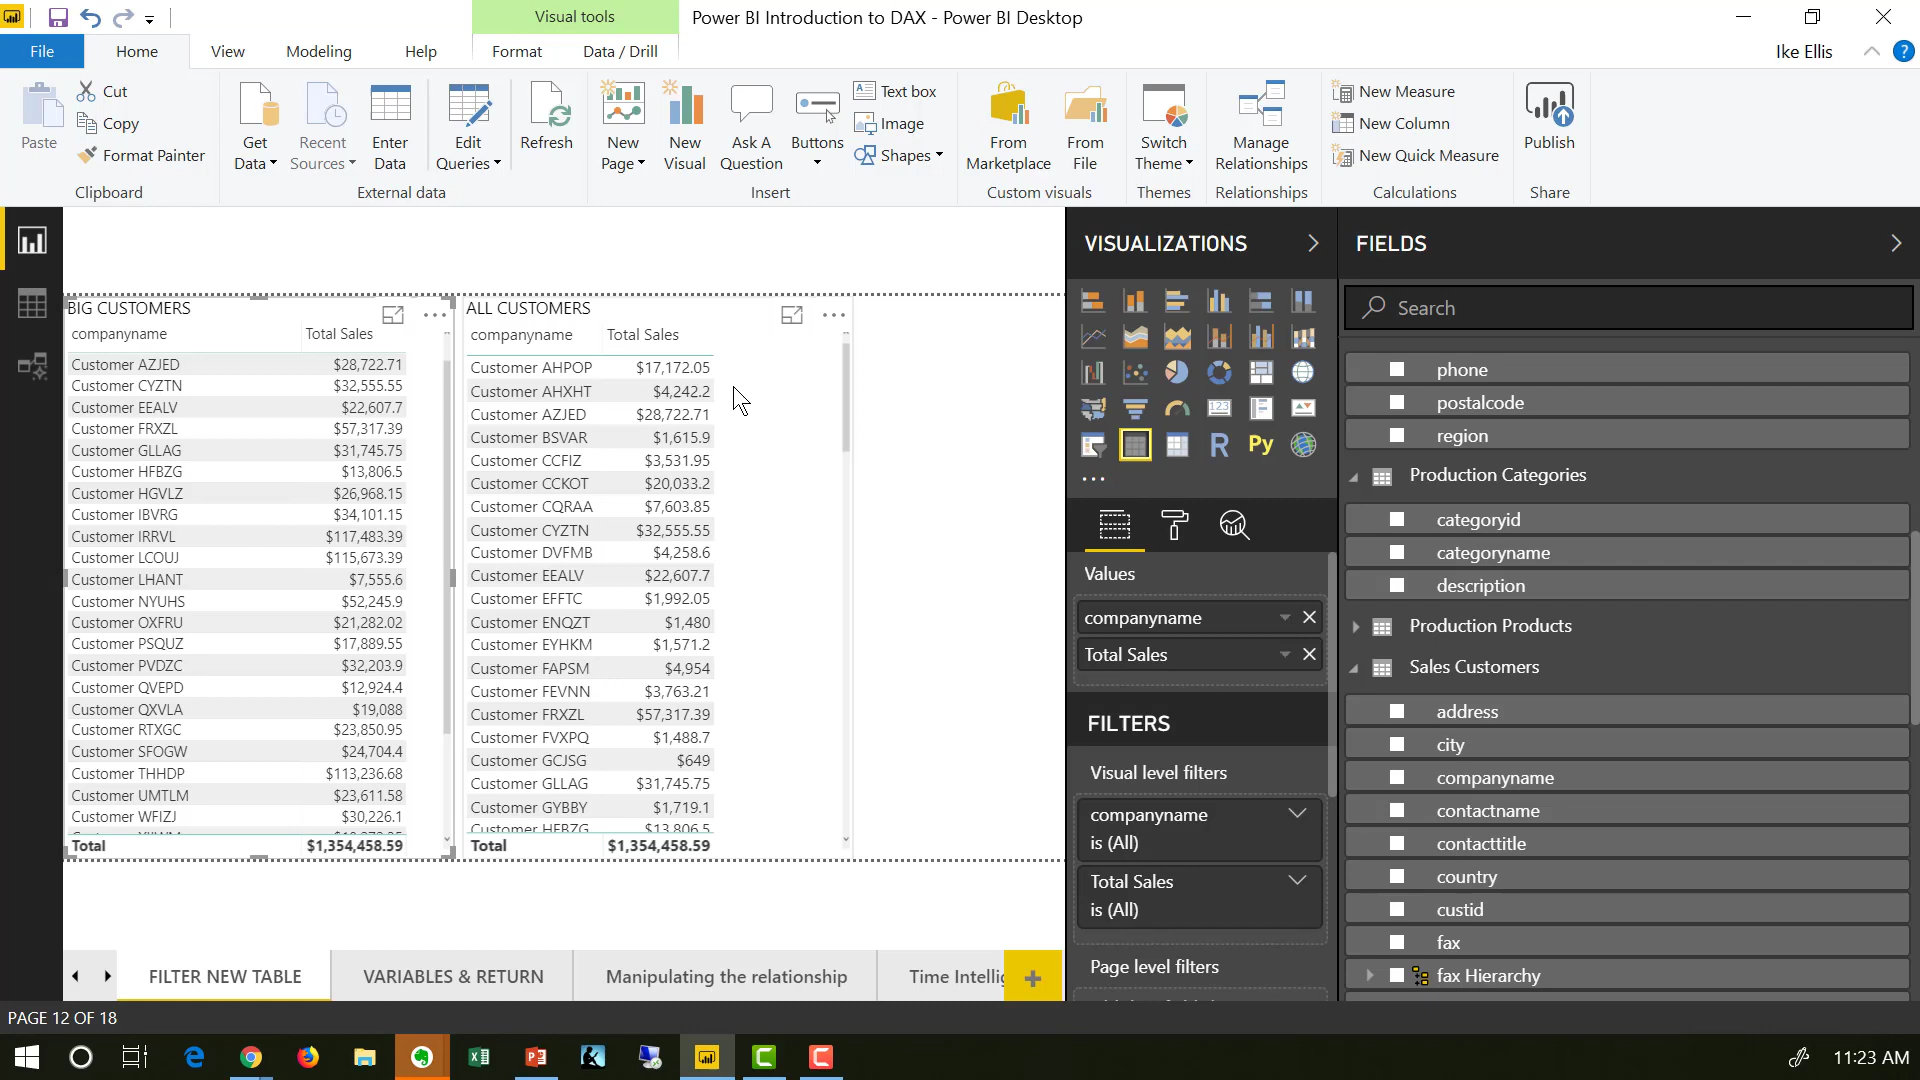 Visual tools
Power BI Introduction to DAX - Power BI Desktop
File
Home
View
Modeling
Help
Format
Data / Drill
Ike Ellis
?
Paste
Cut
Copy
Format Painter
Clipboard
Get Data
Recent Sources
Enter Data
Edit Queries
Refresh
External data
New Page
New Visual
Ask A Question
Buttons
Text box
Image
Shapes
Insert
From Marketplace
From File
Custom visuals
Switch Theme
Themes
Manage Relationships
Relationships
New Measure
New Column
New Quick Measure
Calculations
Publish
Share
BIG CUSTOMERS
companyname Total Sales
Customer AZJED $28,722.71
Customer CYZTN $32,555.55
Customer EEALV $22,607.7
Customer FRXZL $57,317.39
Customer GLLAG $31,745.75
Customer HFBZG $13,806.5
Customer HGVLZ $26,968.15
Customer IBVRG $34,101.15
Customer IRRVL $117,483.39
Customer LCOUJ $115,673.39
Customer LHANT $7,555.6
Customer NYUHS $52,245.9
Customer OXFRU $21,282.02
Customer PSQUZ $17,889.55
Customer PVDZC $32,203.9
Customer QVEPD $12,924.4
Customer QXVLA $19,088
Customer RTXGC $23,850.95
Customer SFOGW $24,704.4
Customer THHDP $113,236.68
Customer UMTLM $23,611.58
Customer WFIZJ $30,226.1
Total $1,354,458.59
ALL CUSTOMERS
companyname Total Sales
Customer AHPOP $17,172.05
Customer AHXHT $4,242.2
Customer AZJED $28,722.71
Customer BSVAR $1,615.9
Customer CCFIZ $3,531.95
Customer CCKOT $20,033.2
Customer CQRAA $7,603.85
Customer CYZTN $32,555.55
Customer DVFMB $4,258.6
Customer EEALV $22,607.7
Customer EFFTC $1,992.05
Customer ENQZT $1,480
Customer EYHKM $1,571.2
Customer FAPSM $4,954
Customer FEVNN $3,763.21
Customer FRXZL $57,317.39
Customer FVXPQ $1,488.7
Customer GCJSG $649
Customer GLLAG $31,745.75
Customer GYBBY $1,719.1
Customer HFBZG $13,806.5
Total $1,354,458.59
VISUALIZATIONS
123
R
Py
Values
companyname
Total Sales
FILTERS
Visual level filters
companyname
is (All)
Total Sales
is (All)
Page level filters
FIELDS
Search
phone
postalcode
region
Production Categories
categoryid
categoryname
description
Production Products
Sales Customers
address
city
companyname
contactname
contacttitle
country
custid
fax
fax Hierarchy
FILTER NEW TABLE
VARIABLES & RETURN
Manipulating the relationship
Time Intellig
PAGE 12 OF 18
11:23 AM